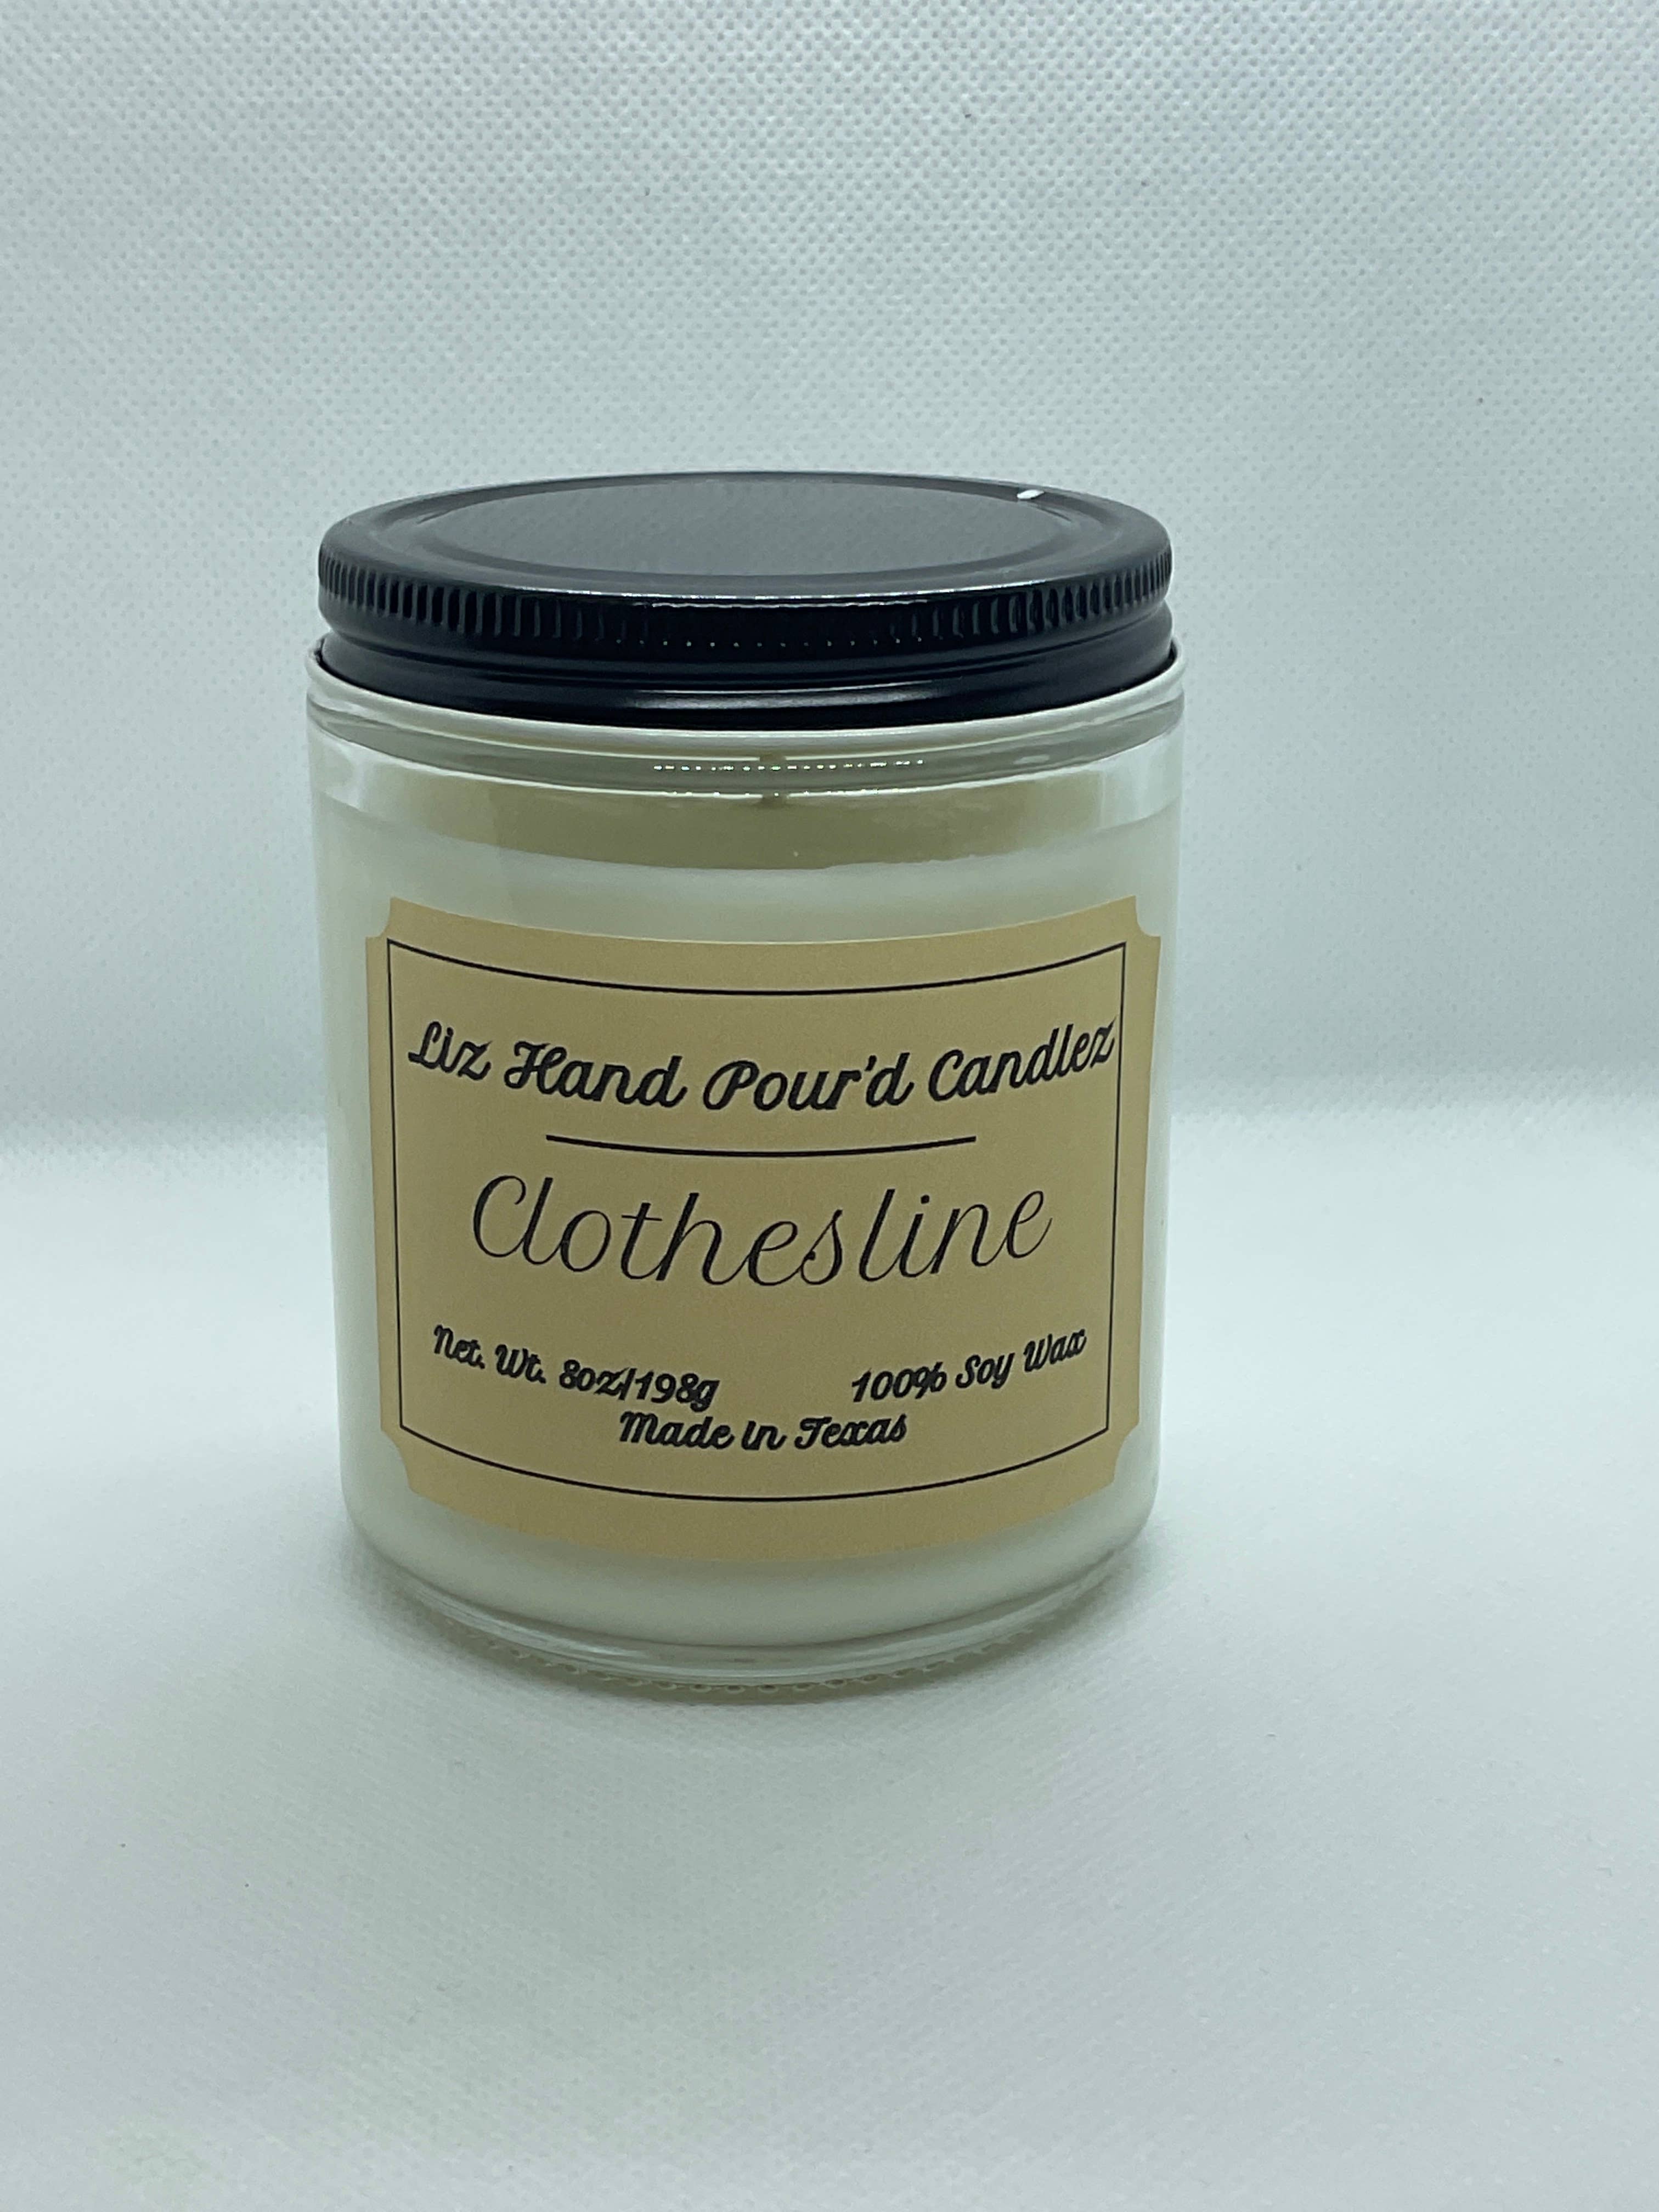 Liz Hand Pour'd Candlez
Clothesline
Net. Wt. 8oz/198g 100% Soy Wax
Made in Texas